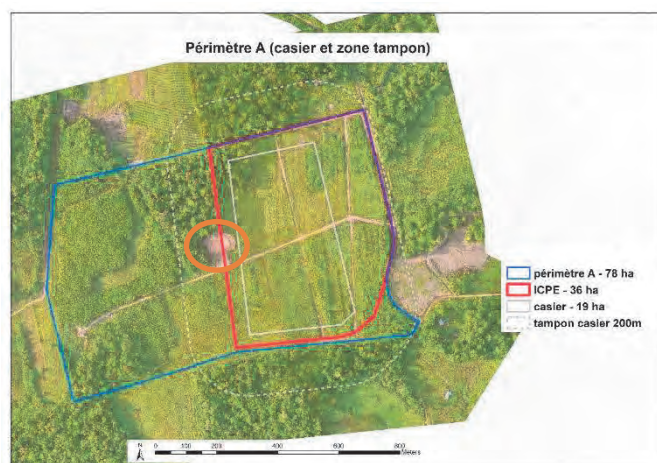 Périmètre A (casier et zone tampon)
périmètre A - 78 ha
ICPE - 36 ha
casier - 19 ha
tampon casier 200m
N
0 100 200 400 600 800
Meters